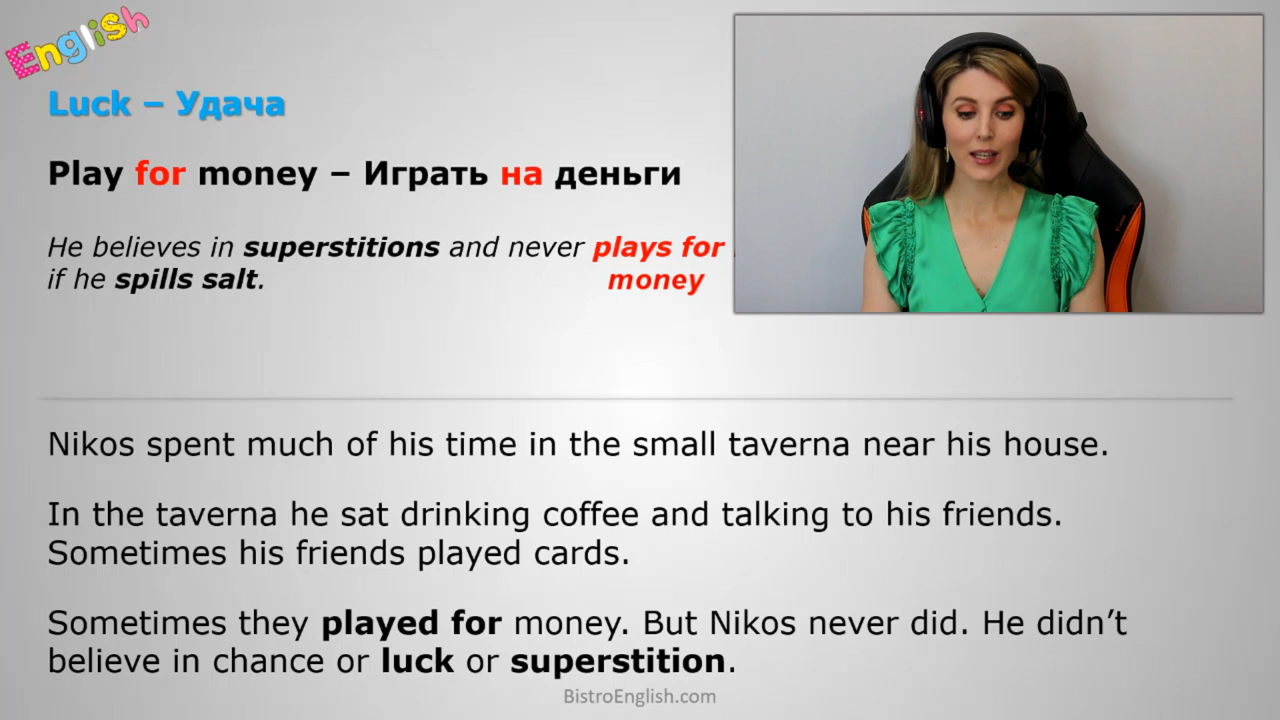 English
Luck – Удача
Play for money – Играть на деньги
He believes in superstitions and never plays for
if he spills salt. money
Nikos spent much of his time in the small taverna near his house.
In the taverna he sat drinking coffee and talking to his friends.
Sometimes his friends played cards.
Sometimes they played for money. But Nikos never did. He didn’t
believe in chance or luck or superstition.
BistroEnglish.com